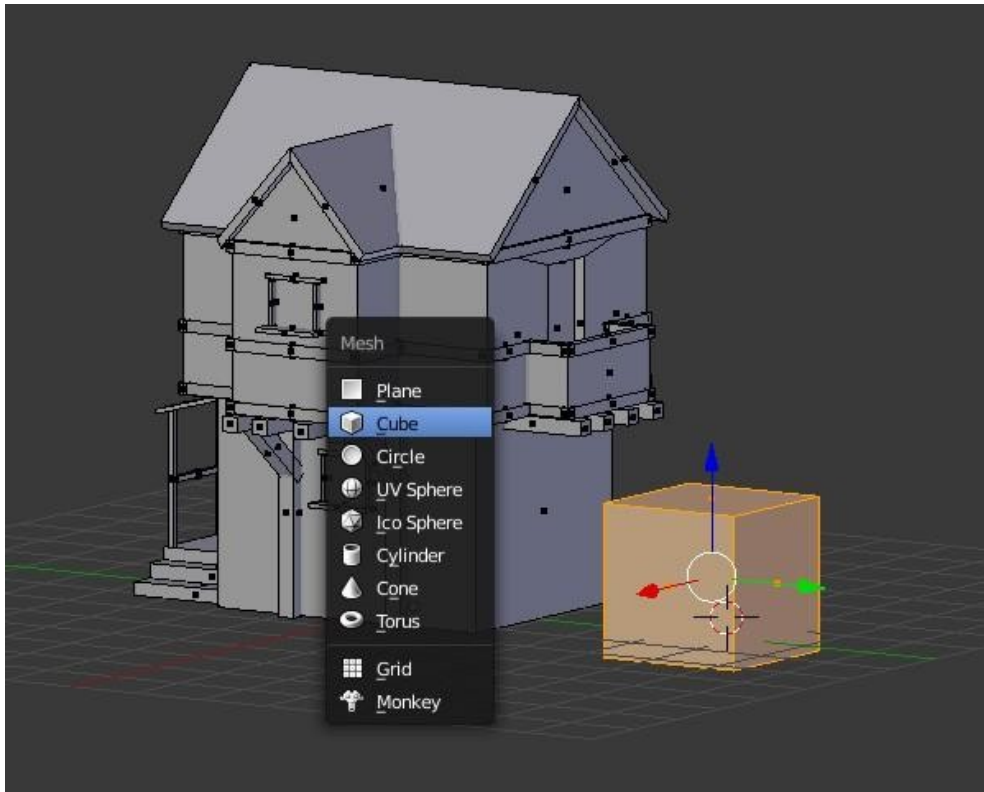 Mesh
Plane
Cube
Circle
UV Sphere
Ico Sphere
Cylinder
Cone
Torus
Grid
Monkey